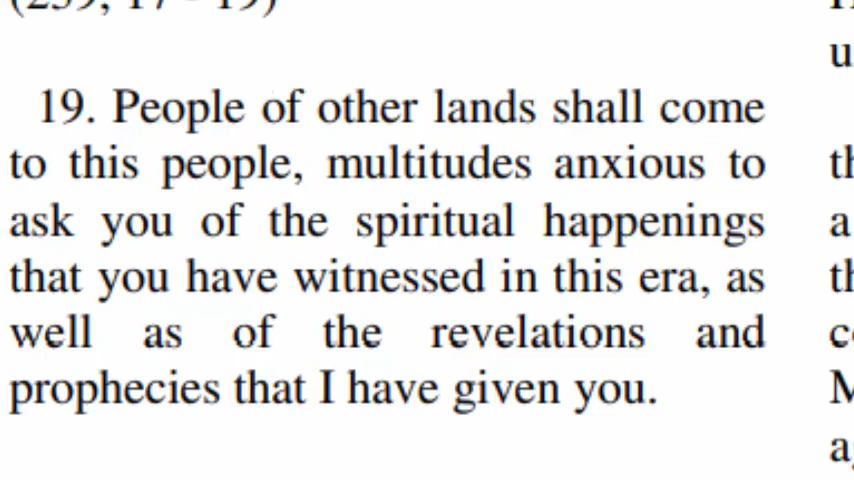 19. People of other lands shall come
to this people, multitudes anxious to
ask you of the spiritual happenings
that you have witnessed in this era, as
well as of the revelations and
prophecies that I have given you.